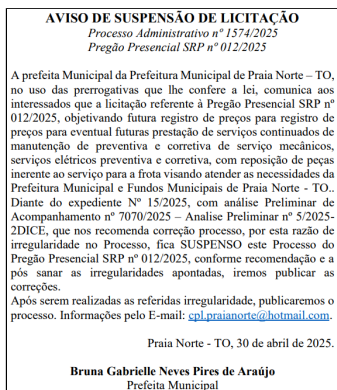 AVISO DE SUSPENSÃO DE LICITAÇÃO
Processo Administrativo nº 1574/2025
Pregão Presencial SRP nº 012/2025
A prefeita Municipal da Prefeitura Municipal de Praia Norte – TO,
no uso das prerrogativas que lhe confere a lei, comunica aos
interessados que a licitação referente à Pregão Presencial SRP nº
012/2025, objetivando futura registro de preços para registro de
preços para eventual futuras prestação de serviços continuados de
manutenção de preventiva e corretiva de serviço mecânicos,
serviços elétricos preventiva e corretiva, com reposição de peças
inerente ao serviço para a frota visando atender as necessidades da
Prefeitura Municipal e Fundos Municipais de Praia Norte - TO..
Diante do expediente Nº 15/2025, com análise Preliminar de
Acompanhamento nº 7070/2025 – Analise Preliminar nº 5/2025-
2DICE, que nos recomenda correção processo, por esta razão de
irregularidade no Processo, fica SUSPENSO este Processo do
Pregão Presencial SRP nº 012/2025, conforme recomendação e a
pós sanar as irregularidades apontadas, iremos publicar as
correções.
Após serem realizadas as referidas irregularidade, publicaremos o
processo. Informações pelo E-mail: cpl.praianorte@hotmail.com.
Praia Norte - TO, 30 de abril de 2025.
Bruna Gabrielle Neves Pires de Araújo
Prefeita Municipal